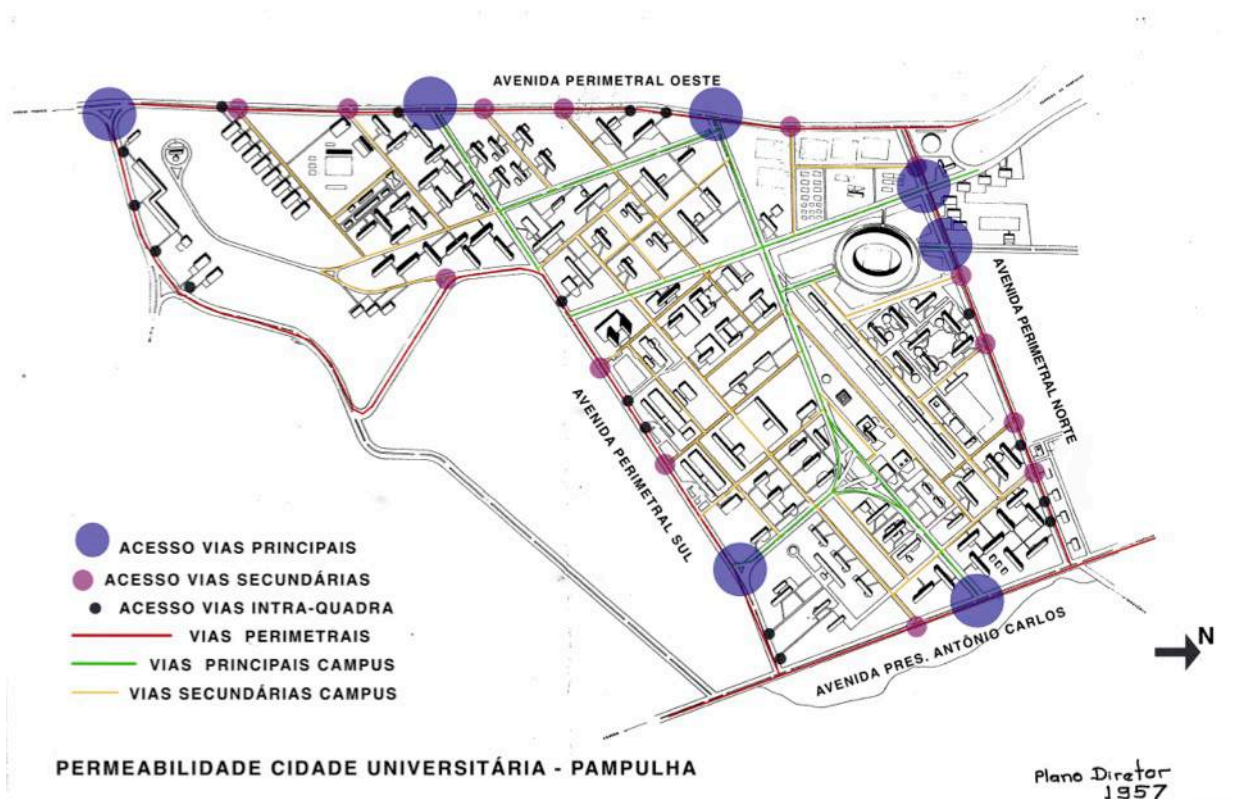 AVENIDA PERIMETRAL OESTE
AVENIDA PERIMETRAL NORTE
AVENIDA PERIMETRAL SUL
AVENIDA PRES. ANTÔNIO CARLOS
N
ACESSO VIAS PRINCIPAIS
ACESSO VIAS SECUNDÁRIAS
ACESSO VIAS INTRA-QUADRA
VIAS PERIMETRAIS
VIAS PRINCIPAIS CAMPUS
VIAS SECUNDÁRIAS CAMPUS
PERMEABILIDADE CIDADE UNIVERSITÁRIA - PAMPULHA
Plano Diretor
1957